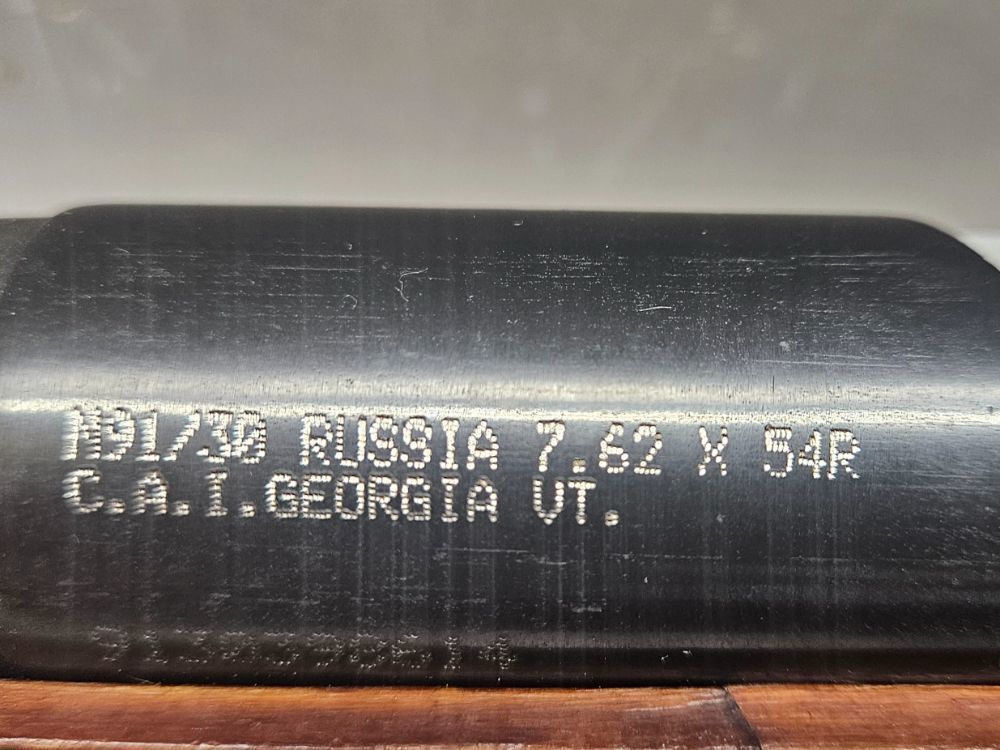 M91/30 RUSSIA 7.62 X 54R
C.A.I.GEORGIA VT.